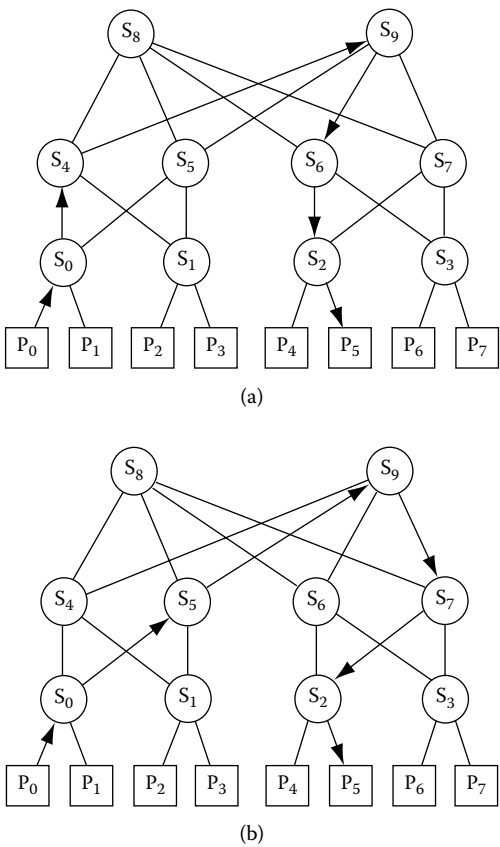 S8 S9
S4 S5 S6 S7
S0 S1 S2 S3
P0 P1 P2 P3 P4 P5 P6 P7
(a)
S8 S9
S4 S5 S6 S7
S0 S1 S2 S3
P0 P1 P2 P3 P4 P5 P6 P7
(b)